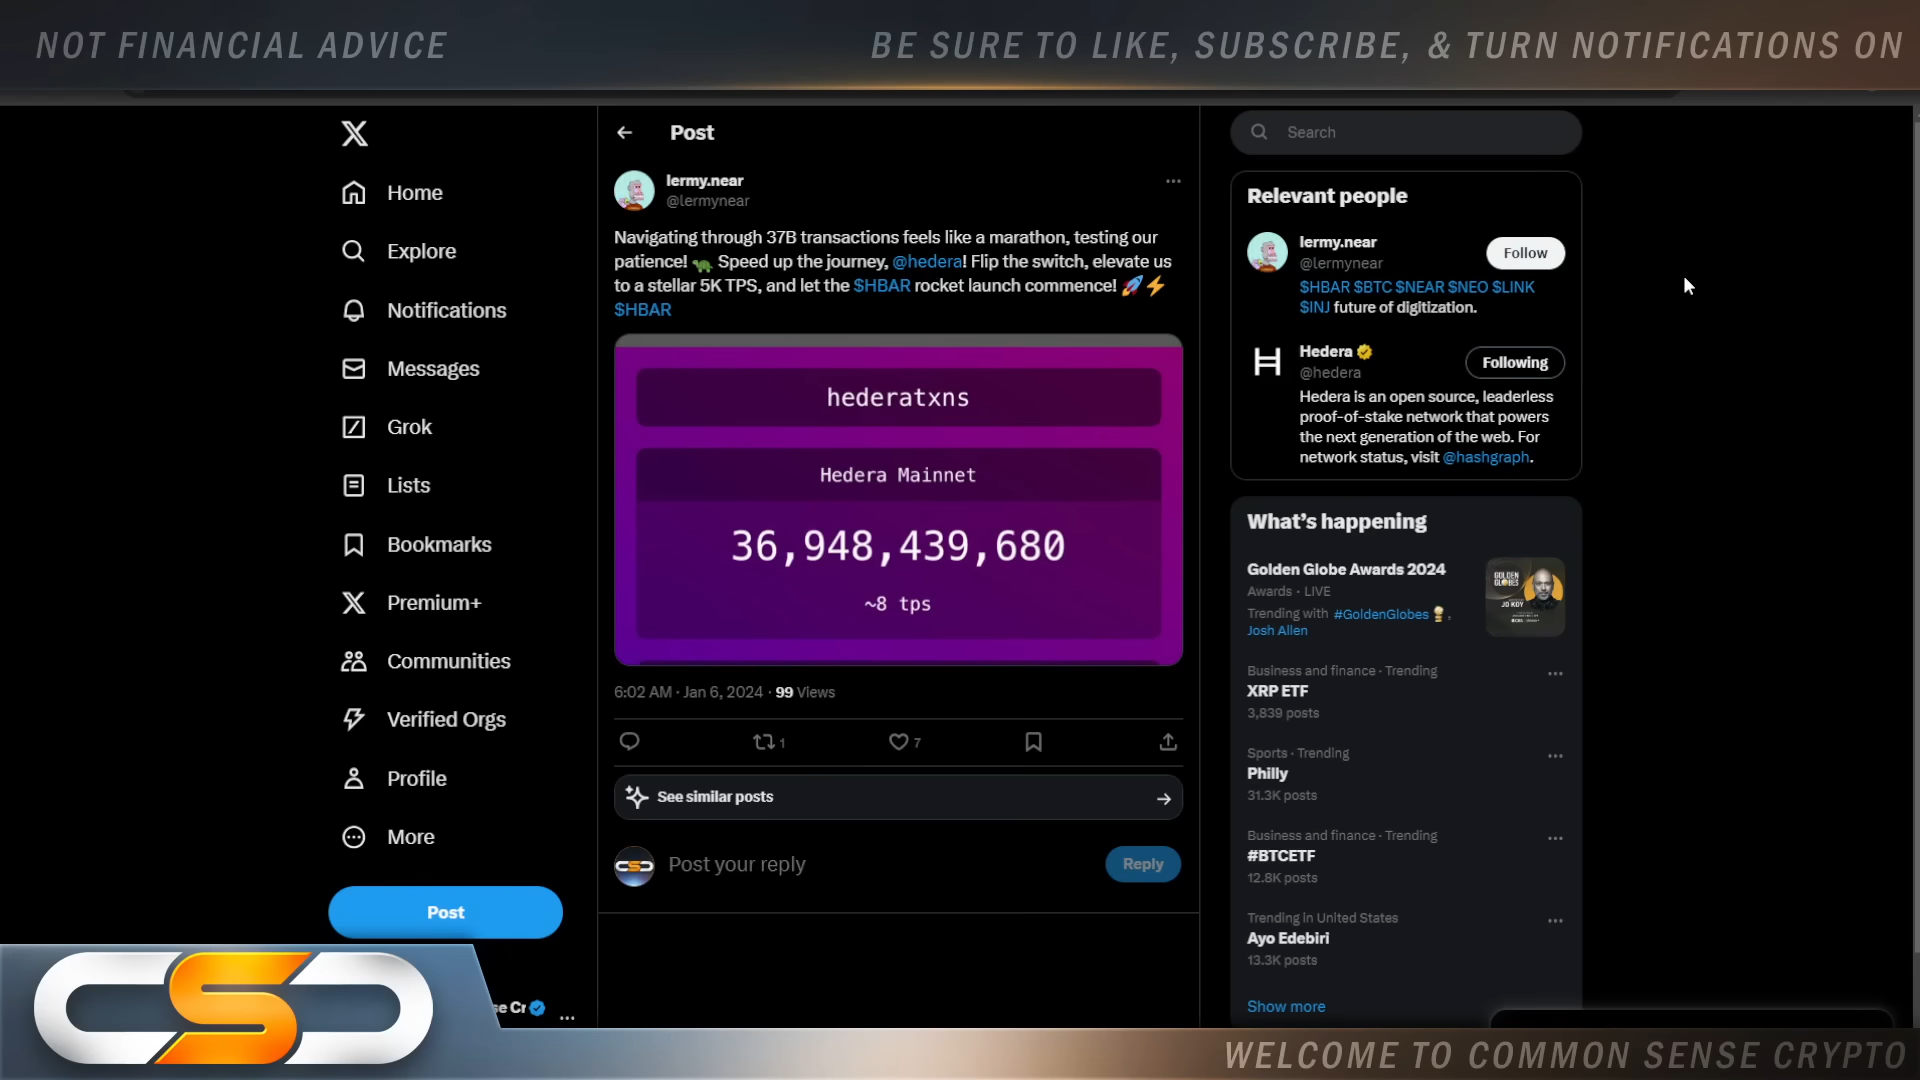 NOT FINANCIAL ADVICE
BE SURE TO LIKE, SUBSCRIBE, & TURN NOTIFICATIONS ON
Home
Explore
Notifications
Messages
Grok
Lists
Bookmarks
Premium+
Communities
Verified Orgs
Profile
More
Post
se Cr
CSC
Post
lermy.near
@lermynear
Navigating through 37B transactions feels like a marathon, testing our
patience! 🐢 Speed up the journey, @hedera! Flip the switch, elevate us
to a stellar 5K TPS, and let the $HBAR rocket launch commence! 🚀⚡
$HBAR
hederatxns
Hedera Mainnet
36,948,439,680
~8 tps
6:02 AM · Jan 6, 2024 · 99 Views
1
7
See similar posts
Post your reply
Reply
Search
Relevant people
lermy.near
@lermynear
Follow
$HBAR $BTC $NEAR $NEO $LINK
$INJ future of digitization.
Hedera
@hedera
Following
Hedera is an open source, leaderless
proof-of-stake network that powers
the next generation of the web. For
network status, visit @hashgraph.
What's happening
Golden Globe Awards 2024
Awards · LIVE
Trending with #GoldenGlobes,
Josh Allen
GOLDEN
GLOBES
JO KOY
Business and finance · Trending
XRP ETF
3,839 posts
Sports · Trending
Philly
31.3K posts
Business and finance · Trending
#BTCETF
12.8K posts
Trending in United States
Ayo Edebiri
13.3K posts
Show more
WELCOME TO COMMON SENSE CRYPTO